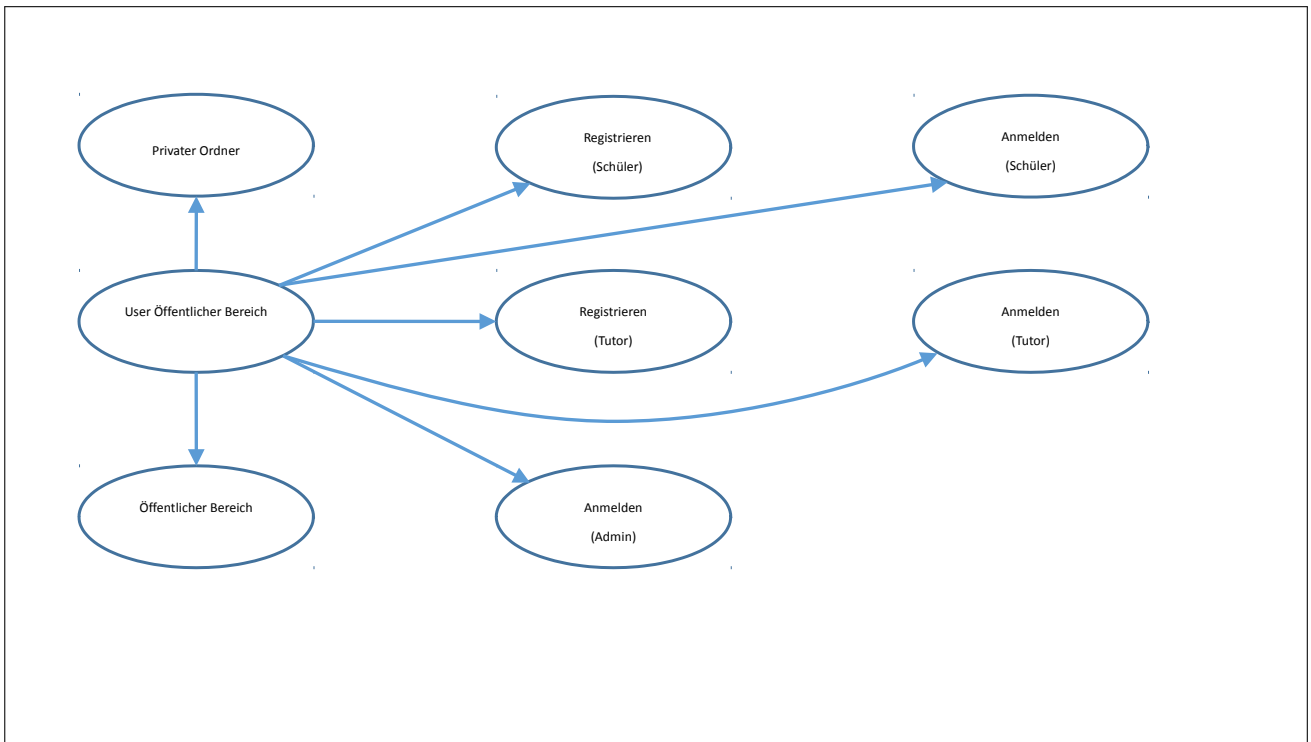 Privater Ordner
Registrieren
(Schüler)
Anmelden
(Schüler)
User Öffentlicher Bereich
Registrieren
(Tutor)
Anmelden
(Tutor)
Öffentlicher Bereich
Anmelden
(Admin)